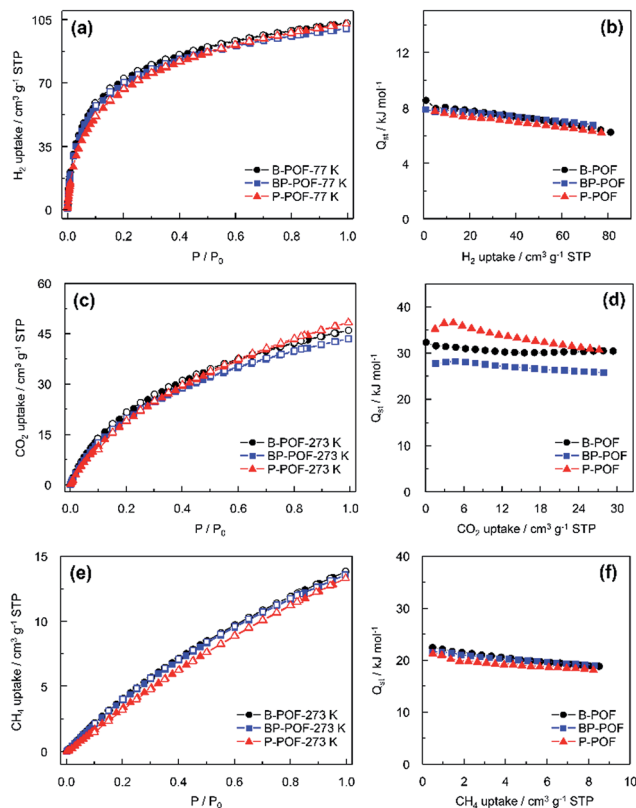 (a)
H2 uptake / cm3 g-1 STP
105
70
35
0
B-POF-77 K
BP-POF-77 K
P-POF-77 K
0.0 0.2 0.4 0.6 0.8 1.0
P / P0
(b)
Qst / kJ mol-1
12
8
4
0
B-POF
BP-POF
P-POF
0 20 40 60 80 100
H2 uptake / cm3 g-1 STP
(c)
CO2 uptake / cm3 g-1 STP
60
45
30
15
0
B-POF-273 K
BP-POF-273 K
P-POF-273 K
0.0 0.2 0.4 0.6 0.8 1.0
P / P0
(d)
Qst / kJ mol-1
40
30
20
10
0
B-POF
BP-POF
P-POF
0 6 12 18 24 30
CO2 uptake / cm3 g-1 STP
(e)
CH4 uptake / cm3 g-1 STP
15
10
5
0
B-POF-273 K
BP-POF-273 K
P-POF-273 K
0.0 0.2 0.4 0.6 0.8 1.0
P / P0
(f)
Qst / kJ mol-1
40
30
20
10
0
B-POF
BP-POF
P-POF
0 2 4 6 8 10
CH4 uptake / cm3 g-1 STP